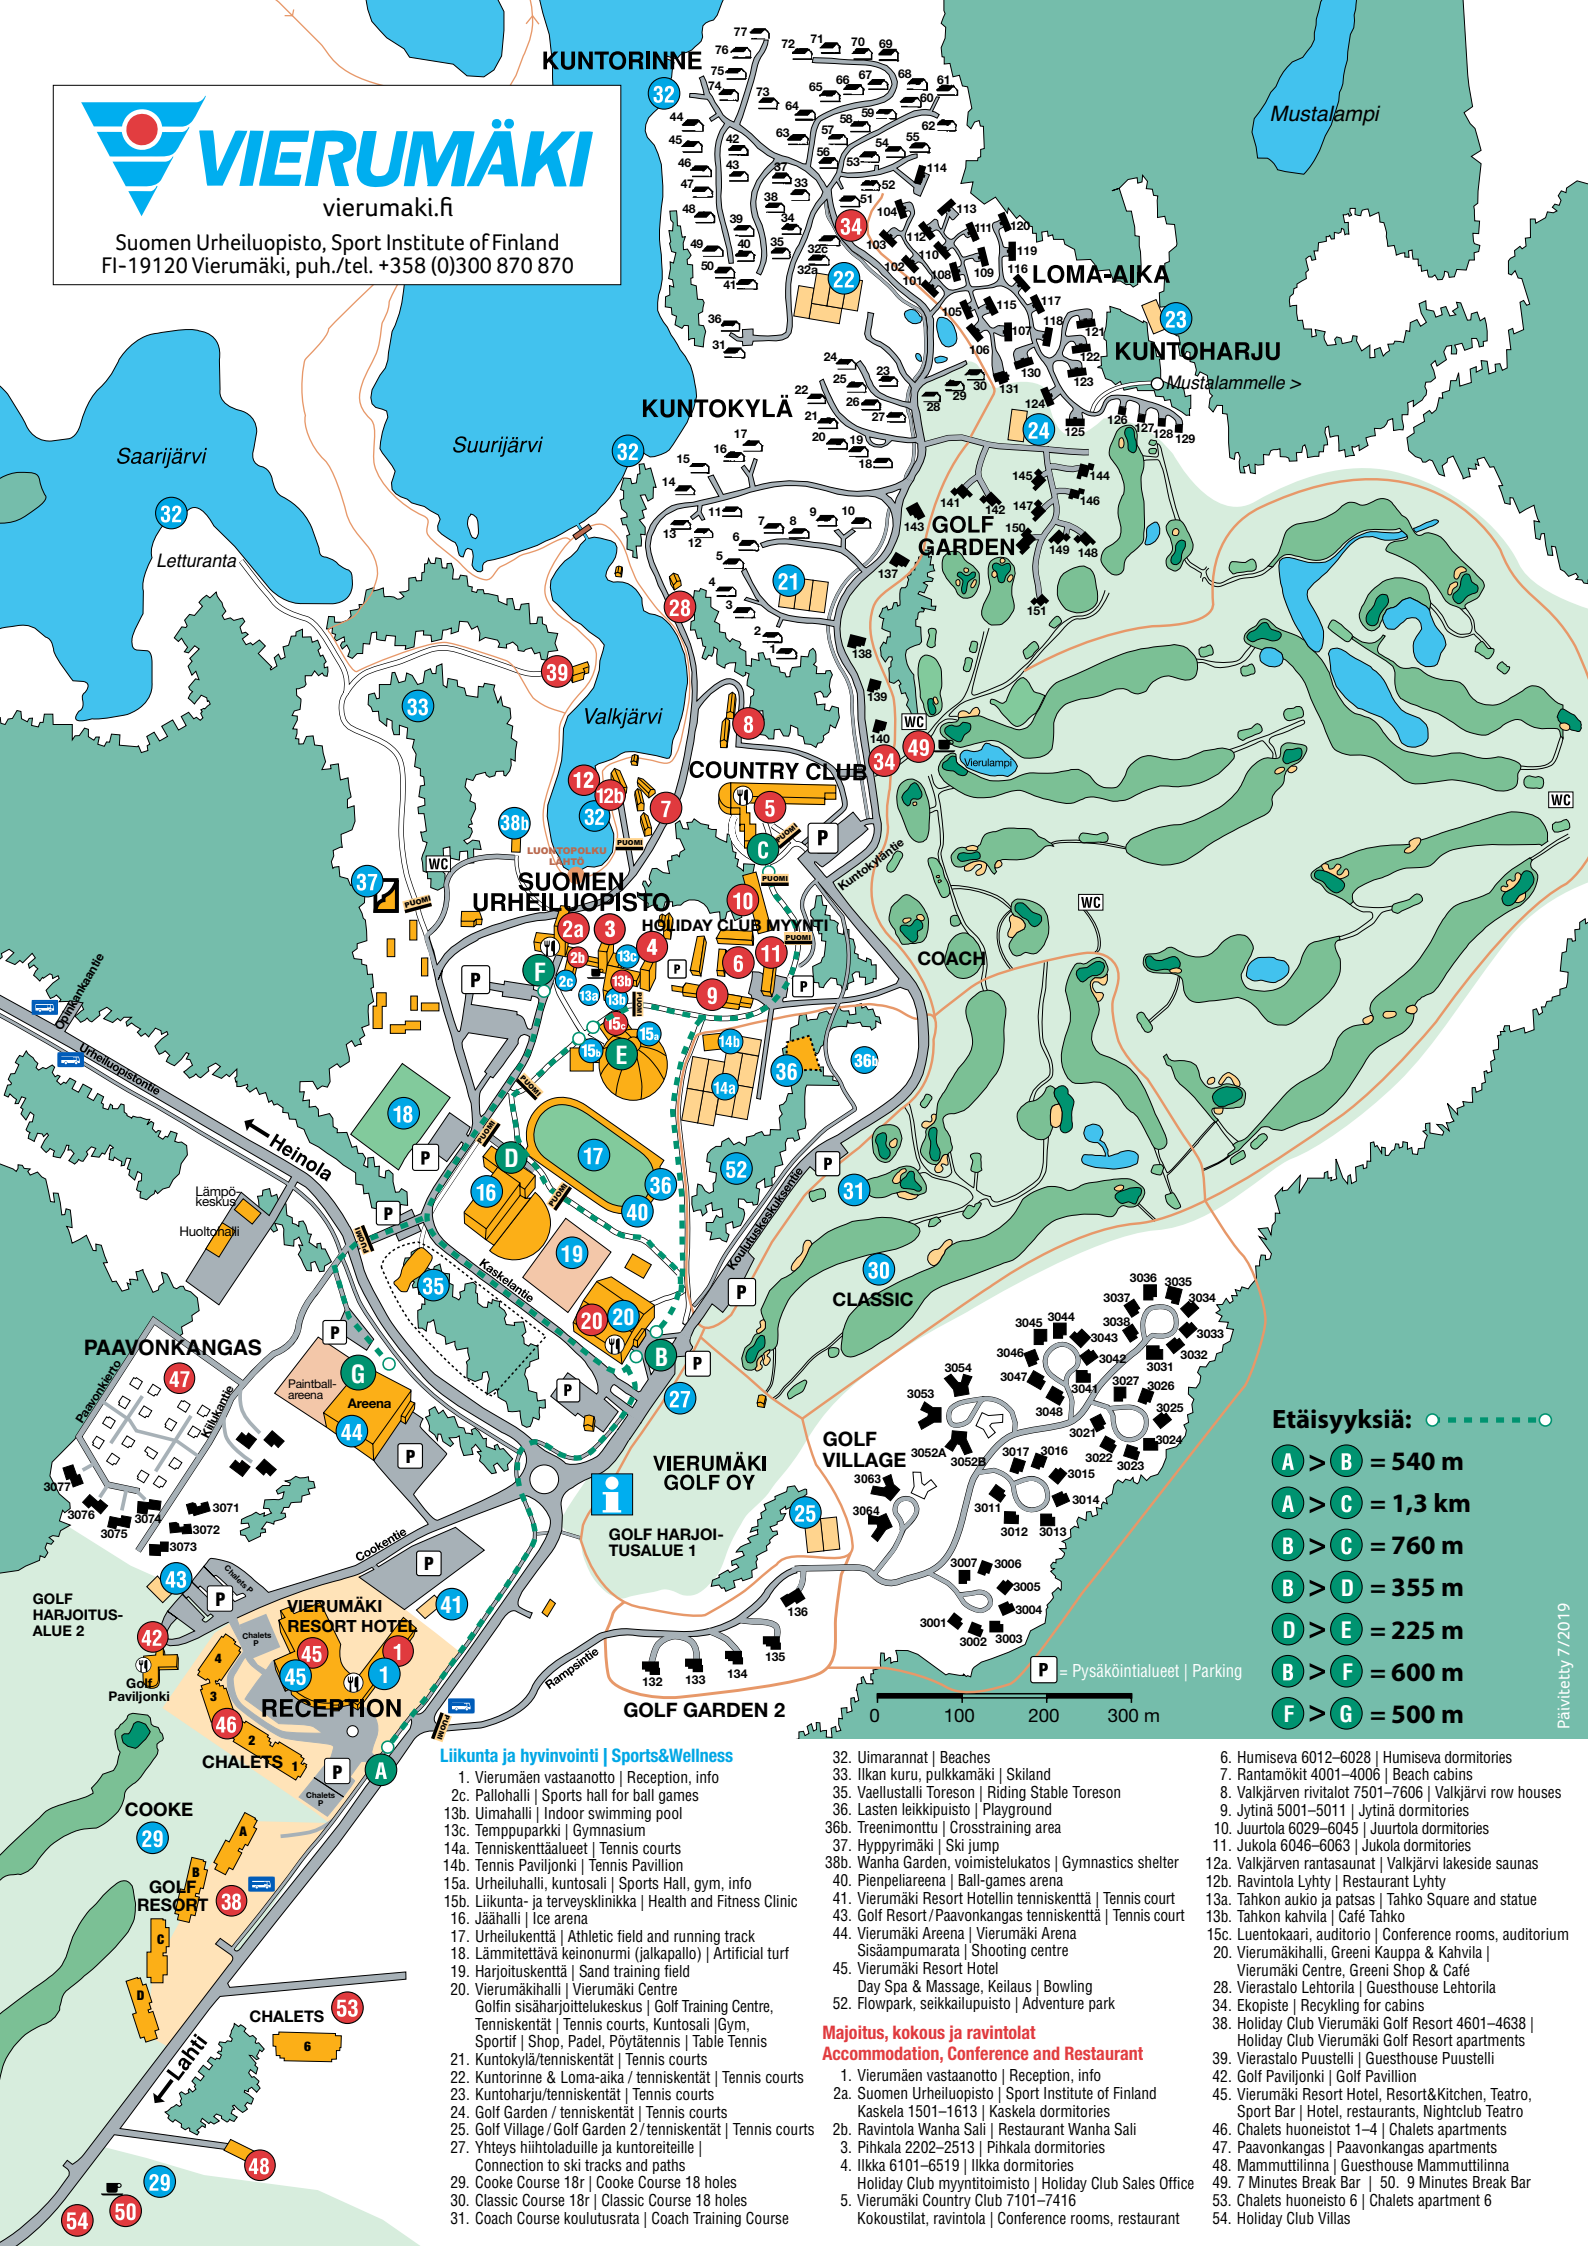 VIERUMÄKI
vierumaki.fi
Suomen Urheiluopisto, Sport Institute of Finland
FI-19120 Vierumäki, puh./tel. +358 (0)300 870 870
KUNTORINNE
Mustalampi
LOMA-AIKA
KUNTOHARJU
Mustalammelle >
KUNTOKYLÄ
Saarijärvi
Suurijärvi
Letturanta
GOLF
GARDEN
Valkjärvi
WC
Vierulampi
COUNTRY CLUB
LUONTOPOLKU
LÄHTÖ
PUOMI
SUOMEN
URHEILUOPISTO
HOLIDAY CLUB MYYNTI
Kuntokyläntie
COACH
Opinkankaantie
Urheiluopistontie
Heinola
Lämpö-
keskus
Huoltohalli
Kaskelantie
Koulutuskeskuksentie
CLASSIC
PAAVONKANGAS
Paavonkierto
Kiilukantie
Paintball-
areena
Areena
VIERUMÄKI
GOLF OY
GOLF
VILLAGE
GOLF HARJOI-
TUSALUE 1
Cookentie
Chalets P
GOLF
HARJOITUS-
ALUE 2
VIERUMÄKI
RESORT HOTEL
Chalets
P
Golf
Paviljonki
RECEPTION
CHALETS
Chalets
P
Rampsintie
GOLF GARDEN 2
COOKE
GOLF
RESORT
CHALETS
Lahti
Etäisyyksiä:
A > B = 540 m
A > C = 1,3 km
B > C = 760 m
B > D = 355 m
D > E = 225 m
B > F = 600 m
F > G = 500 m
P = Pysäköintialueet | Parking
0 100 200 300 m
Päivitetty 7/2019
Liikunta ja hyvinvointi | Sports&Wellness
1. Vierumäen vastaanotto | Reception, info
2c. Pallohalli | Sports hall for ball games
13b. Uimahalli | Indoor swimming pool
13c. Temppuparkki | Gymnasium
14a. Tenniskenttäalueet | Tennis courts
14b. Tennis Paviljonki | Tennis Pavillion
15a. Urheiluhalli, kuntosali | Sports Hall, gym, info
15b. Liikunta- ja terveysklinikka | Health and Fitness Clinic
16. Jäähalli | Ice arena
17. Urheilukenttä | Athletic field and running track
18. Lämmitettävä keinonurmi (jalkapallo) | Artificial turf
19. Harjoituskenttä | Sand training field
20. Vierumäkihalli | Vierumäki Centre
Golfin sisäharjoittelukeskus | Golf Training Centre,
Tenniskentät | Tennis courts, Kuntosali |Gym,
Sportif | Shop, Padel, Pöytätennis | Table Tennis
21. Kuntokylä/tenniskentät | Tennis courts
22. Kuntorinne & Loma-aika / tenniskentät | Tennis courts
23. Kuntoharju/tenniskentät | Tennis courts
24. Golf Garden / tenniskentät | Tennis courts
25. Golf Village/Golf Garden 2/tenniskentät | Tennis courts
27. Yhteys hiihtoladuille ja kuntoreiteille |
Connection to ski tracks and paths
29. Cooke Course 18r | Cooke Course 18 holes
30. Classic Course 18r | Classic Course 18 holes
31. Coach Course koulutusrata | Coach Training Course
32. Uimarannat | Beaches
33. Ilkan kuru, pulkkamäki | Skiland
35. Vaellustalli Toreson | Riding Stable Toreson
36. Lasten leikkipuisto | Playground
36b. Treenimonttu | Crosstraining area
37. Hyppyrimäki | Ski jump
38b. Wanha Garden, voimistelukatos | Gymnastics shelter
40. Pienpeliareena | Ball-games arena
41. Vierumäki Resort Hotellin tenniskenttä | Tennis court
43. Golf Resort/Paavonkangas tenniskenttä | Tennis court
44. Vierumäki Areena | Vierumäki Arena
Sisäampumarata | Shooting centre
45. Vierumäki Resort Hotel
Day Spa & Massage, Keilaus | Bowling
52. Flowpark, seikkailupuisto | Adventure park
Majoitus, kokous ja ravintolat
Accommodation, Conference and Restaurant
1. Vierumäen vastaanotto | Reception, info
2a. Suomen Urheiluopisto | Sport Institute of Finland
Kaskela 1501–1613 | Kaskela dormitories
2b. Ravintola Wanha Sali | Restaurant Wanha Sali
3. Pihkala 2202–2513 | Pihkala dormitories
4. Ilkka 6101–6519 | Ilkka dormitories
Holiday Club myyntitoimisto | Holiday Club Sales Office
5. Vierumäki Country Club 7101–7416
Kokoustilat, ravintola | Conference rooms, restaurant
6. Humiseva 6012–6028 | Humiseva dormitories
7. Rantamökit 4001–4006 | Beach cabins
8. Valkjärven rivitalot 7501–7606 | Valkjärvi row houses
9. Jytinä 5001–5011 | Jytinä dormitories
10. Juurtola 6029–6045 | Juurtola dormitories
11. Jukola 6046–6063 | Jukola dormitories
12a. Valkjärven rantasaunat | Valkjärvi lakeside saunas
12b. Ravintola Lyhty | Restaurant Lyhty
13a. Tahkon aukio ja patsas | Tahko Square and statue
13b. Tahkon kahvila | Café Tahko
15c. Luentokaari, auditorio | Conference rooms, auditorium
20. Vierumäkihalli, Greeni Kauppa & Kahvila |
Vierumäki Centre, Greeni Shop & Café
28. Vierastalo Lehtorila | Guesthouse Lehtorila
34. Ekopiste | Recykling for cabins
38. Holiday Club Vierumäki Golf Resort 4601–4638 |
Holiday Club Vierumäki Golf Resort apartments
39. Vierastalo Puustelli | Guesthouse Puustelli
42. Golf Paviljonki | Golf Pavillion
45. Vierumäki Resort Hotel, Resort&Kitchen, Teatro,
Sport Bar | Hotel, restaurants, Nightclub Teatro
46. Chalets huoneistot 1–4 | Chalets apartments
47. Paavonkangas | Paavonkangas apartments
48. Mammuttilinna | Guesthouse Mammuttilinna
49. 7 Minutes Break Bar | 50. 9 Minutes Break Bar
53. Chalets huoneisto 6 | Chalets apartment 6
54. Holiday Club Villas